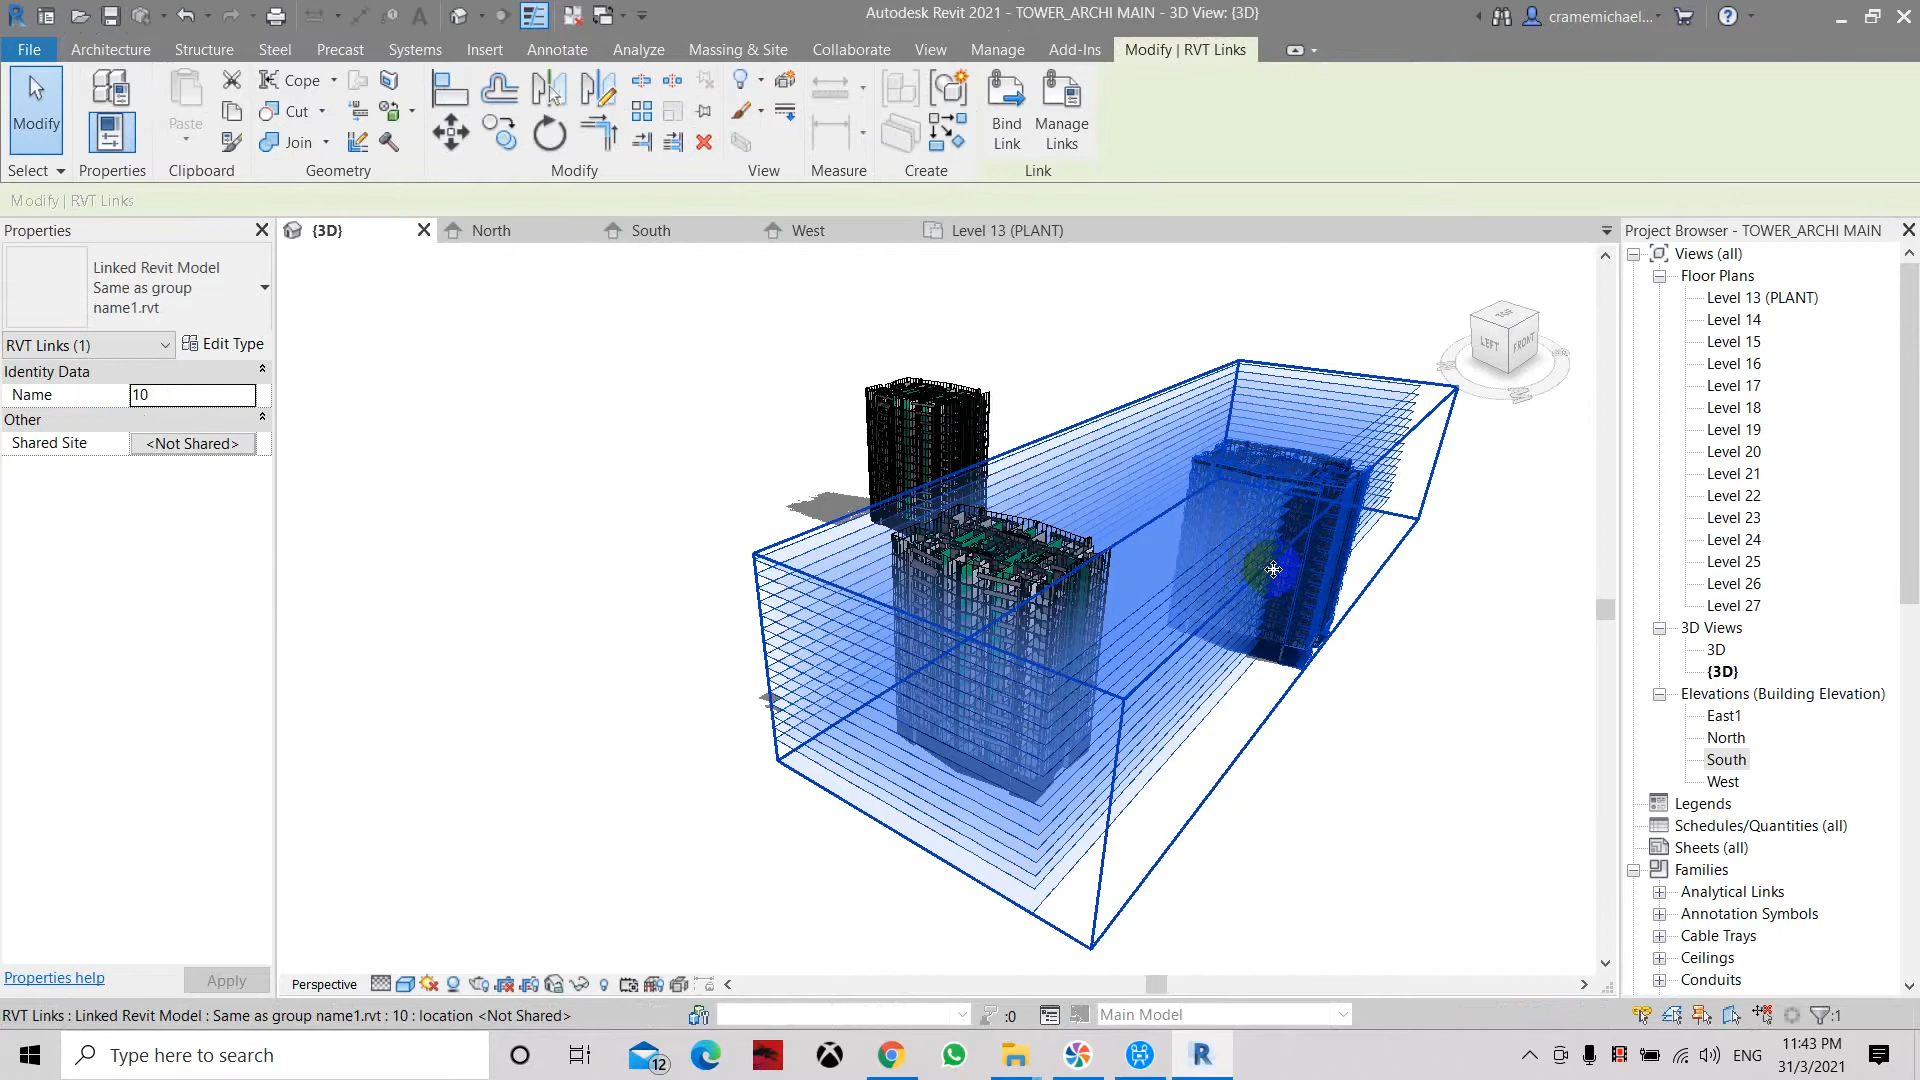 Autodesk Revit 2021 - TOWER_ARCHI MAIN - 3D View: {3D}
cramemichael...
File
Architecture
Structure
Steel
Precast
Systems
Insert
Annotate
Analyze
Massing & Site
Collaborate
View
Manage
Add-Ins
Modify | RVT Links
Modify
Paste
Cope
Cut
Join
Bind
Link
Manage
Links
Select
Properties
Clipboard
Geometry
Modify
View
Measure
Create
Link
Modify | RVT Links
Properties
{3D}
North
South
West
Level 13 (PLANT)
Project Browser - TOWER_ARCHI MAIN
Linked Revit Model
Same as group
name1.rvt
RVT Links (1)
Edit Type
Identity Data
Name
10
Other
Shared Site
<Not Shared>
Properties help
Apply
TOP
LEFT
FRONT
Views (all)
Floor Plans
Level 13 (PLANT)
Level 14
Level 15
Level 16
Level 17
Level 18
Level 19
Level 20
Level 21
Level 22
Level 23
Level 24
Level 25
Level 26
Level 27
3D Views
3D
{3D}
Elevations (Building Elevation)
East1
North
South
West
Legends
Schedules/Quantities (all)
Sheets (all)
Families
Analytical Links
Annotation Symbols
Cable Trays
Ceilings
Conduits
Perspective
RVT Links : Linked Revit Model : Same as group name1.rvt : 10 : location <Not Shared>
:0
Main Model
:1
Type here to search
12
ENG
11:43 PM
31/3/2021